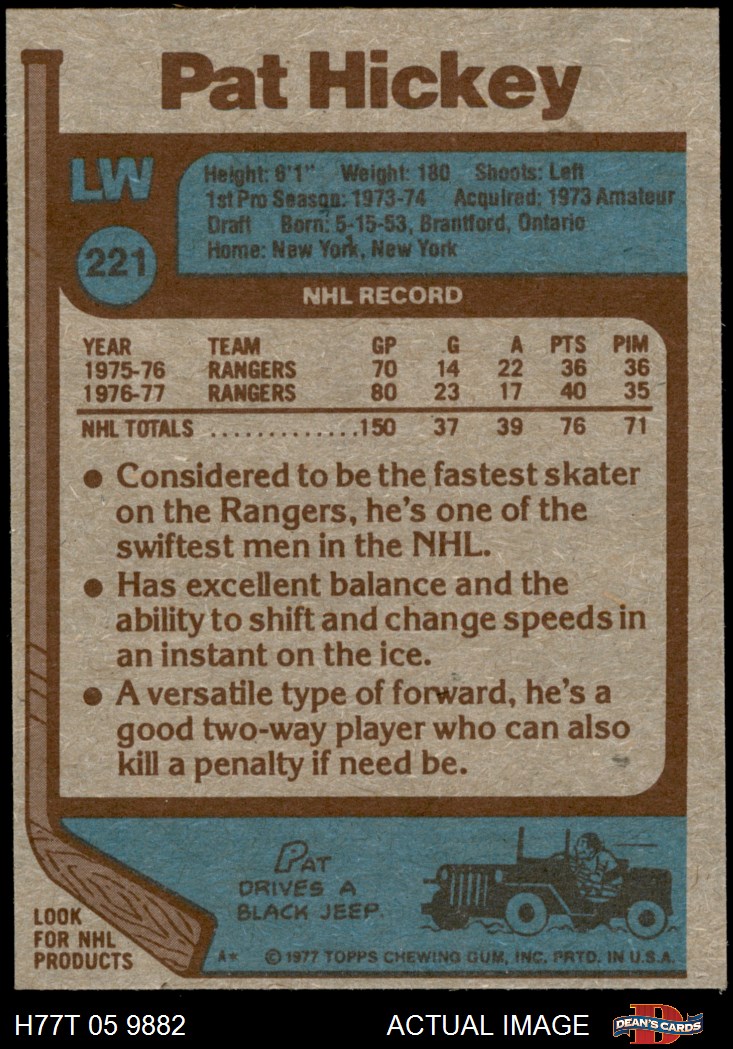 Pat Hickey
LW
221
Height: 6'1" Weight: 180 Shoots: Left
1st Pro Season: 1973-74 Acquired: 1973 Amateur
Draft Born: 5-15-53, Brantford, Ontario
Home: New York, New York
NHL RECORD
YEAR TEAM GP G A PTS PIM
1975-76 RANGERS 70 14 22 36 36
1976-77 RANGERS 80 23 17 40 35
NHL TOTALS ..............150 37 39 76 71
● Considered to be the fastest skater
on the Rangers, he's one of the
swiftest men in the NHL.
● Has excellent balance and the
ability to shift and change speeds in
an instant on the ice.
● A versatile type of forward, he's a
good two-way player who can also
kill a penalty if need be.
PAT
DRIVES A
BLACK JEEP.
LOOK
FOR NHL
PRODUCTS
A* © 1977 TOPPS CHEWING GUM, INC. PRTD. IN U.S.A.
H77T 05 9882 ACTUAL IMAGE D DEAN'S CARDS